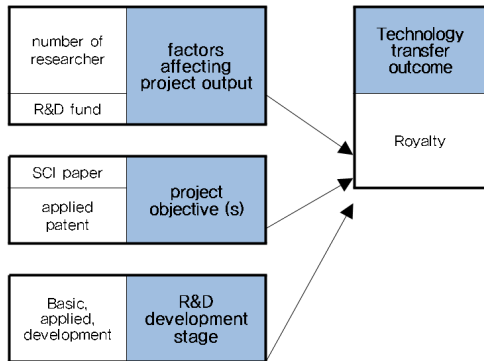 number of
researcher
R&D fund
factors
affecting
project output
SCI paper
applied
patent
project
objective (s)
Basic,
applied,
development
R&D
development
stage
Technology
transfer
outcome
Royalty